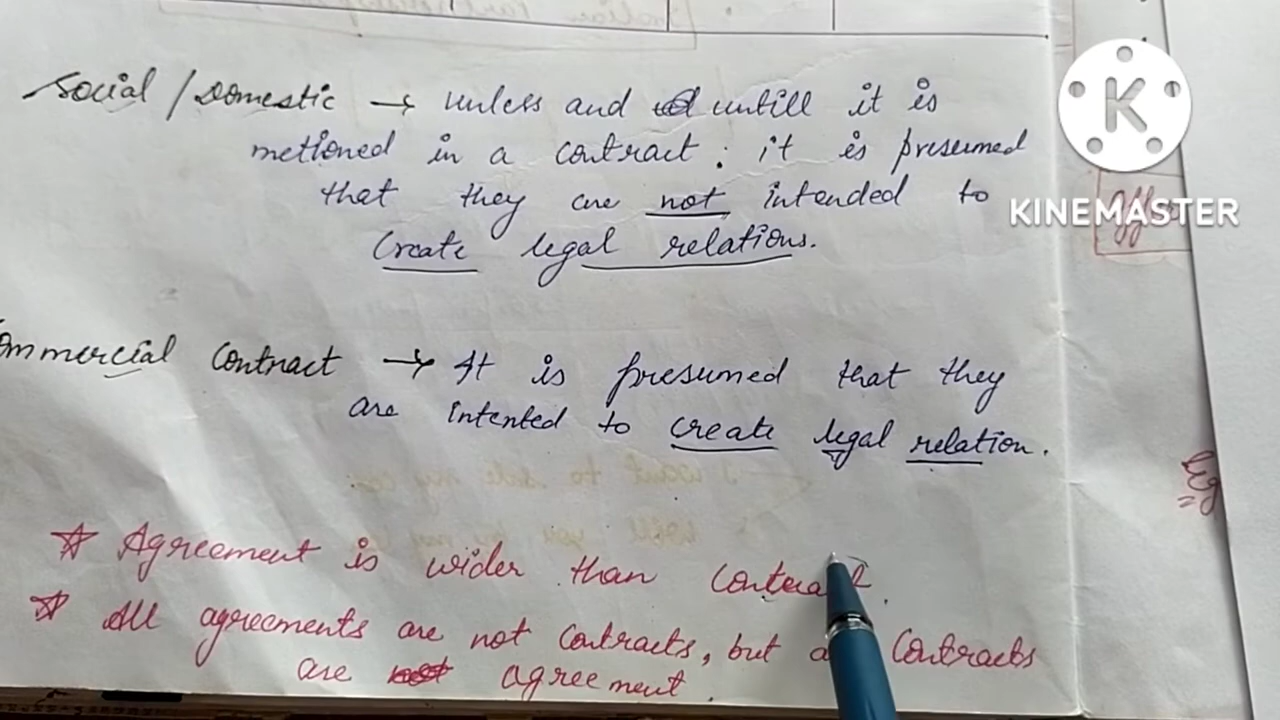 Social / Domestic → unless and untill it is
metioned in a contract : it is presumed
that they are not intended to
Create legal relations.
ommercial Contract → It is presumed that they
are intented to create legal relation.
☆ Agreement is wider than Contract.
☆ All agreements are not Contracts, but a Contracts
are agreement.
K
KINEMASTER
Eg